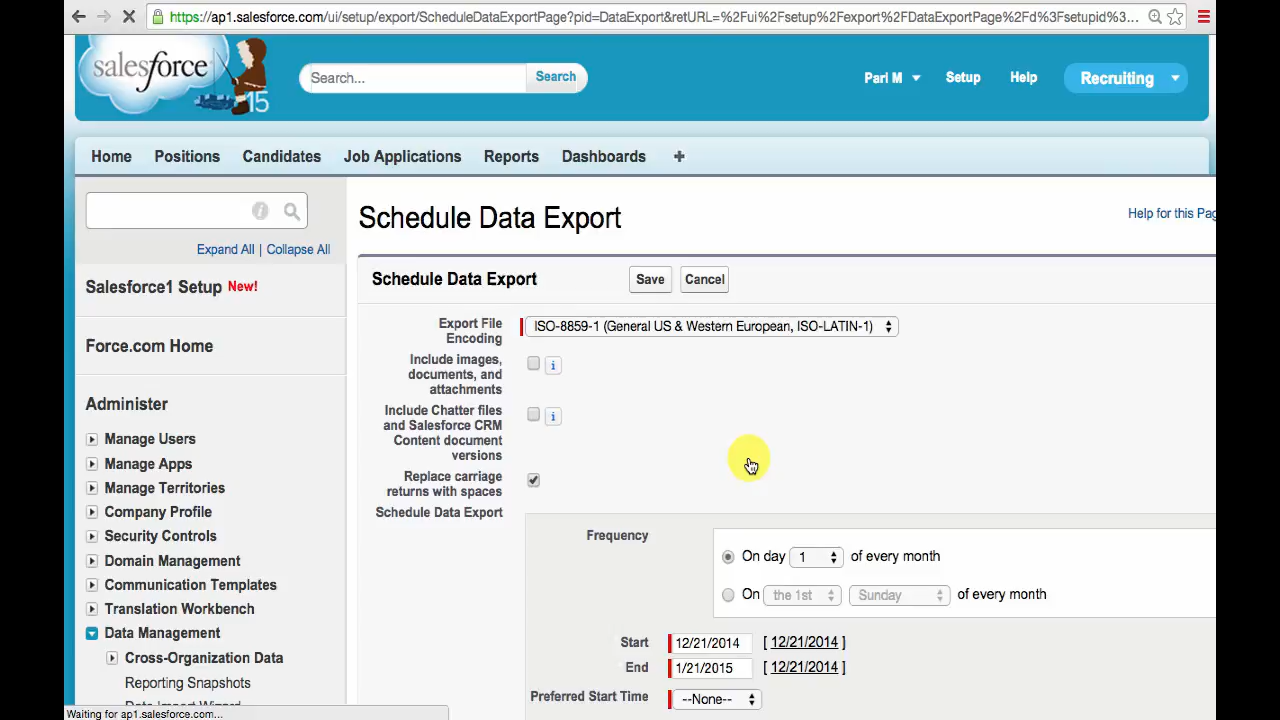 https://ap1.salesforce.com/ui/setup/export/ScheduleDataExportPage?pid=DataExport&retURL=%2Fui%2Fsetup%2Fexport%2FDataExportPage%2Fd%3Fsetupid%3...
salesforce
15
Search...
Search
Parl M
Setup
Help
Recruiting
Home
Positions
Candidates
Job Applications
Reports
Dashboards
+
Expand All | Collapse All
Salesforce1 Setup New!
Force.com Home
Administer
Manage Users
Manage Apps
Manage Territories
Company Profile
Security Controls
Domain Management
Communication Templates
Translation Workbench
Data Management
Cross-Organization Data
Reporting Snapshots
Data Import Wizard
Waiting for ap1.salesforce.com...
Schedule Data Export
Help for this Pag
Schedule Data Export
Save
Cancel
Export File
Encoding
ISO-8859-1 (General US & Western European, ISO-LATIN-1)
Include images,
documents, and
attachments
Include Chatter files
and Salesforce CRM
Content document
versions
Replace carriage
returns with spaces
Schedule Data Export
Frequency
On day 1 of every month
On the 1st Sunday of every month
Start 12/21/2014 [ 12/21/2014 ]
End 1/21/2015 [ 12/21/2014 ]
Preferred Start Time --None--